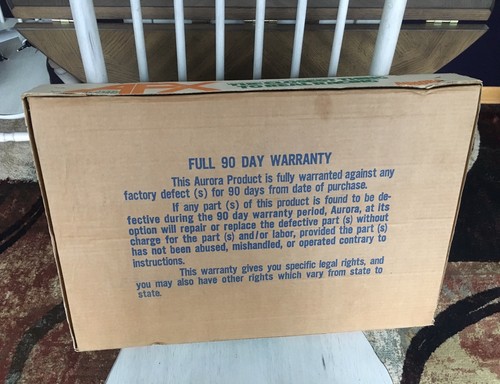 AFX
FULL 90 DAY WARRANTY
This Aurora Product is fully warranted against any
factory defect (s) for 90 days from date of purchase.
If any part (s) of this product is found to be de-
fective during the 90 day warranty period, Aurora, at its
option will repair or replace the defective part (s) without
charge for the part (s) and/or labor, provided the part (s)
has not been abused, mishandled, or operated contrary to
instructions.
This warranty gives you specific legal rights, and
you may also have other rights which vary from state to
state.